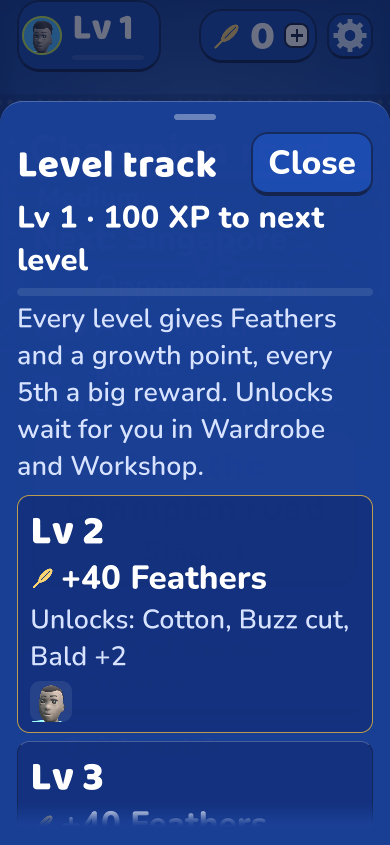 Lv 1
0
+
Level track
Close
Lv 1 · 100 XP to next
level
Every level gives Feathers
and a growth point, every
5th a big reward. Unlocks
wait for you in Wardrobe
and Workshop.
Lv 2
+40 Feathers
Unlocks: Cotton, Buzz cut,
Bald +2
Lv 3
+40 Feathers